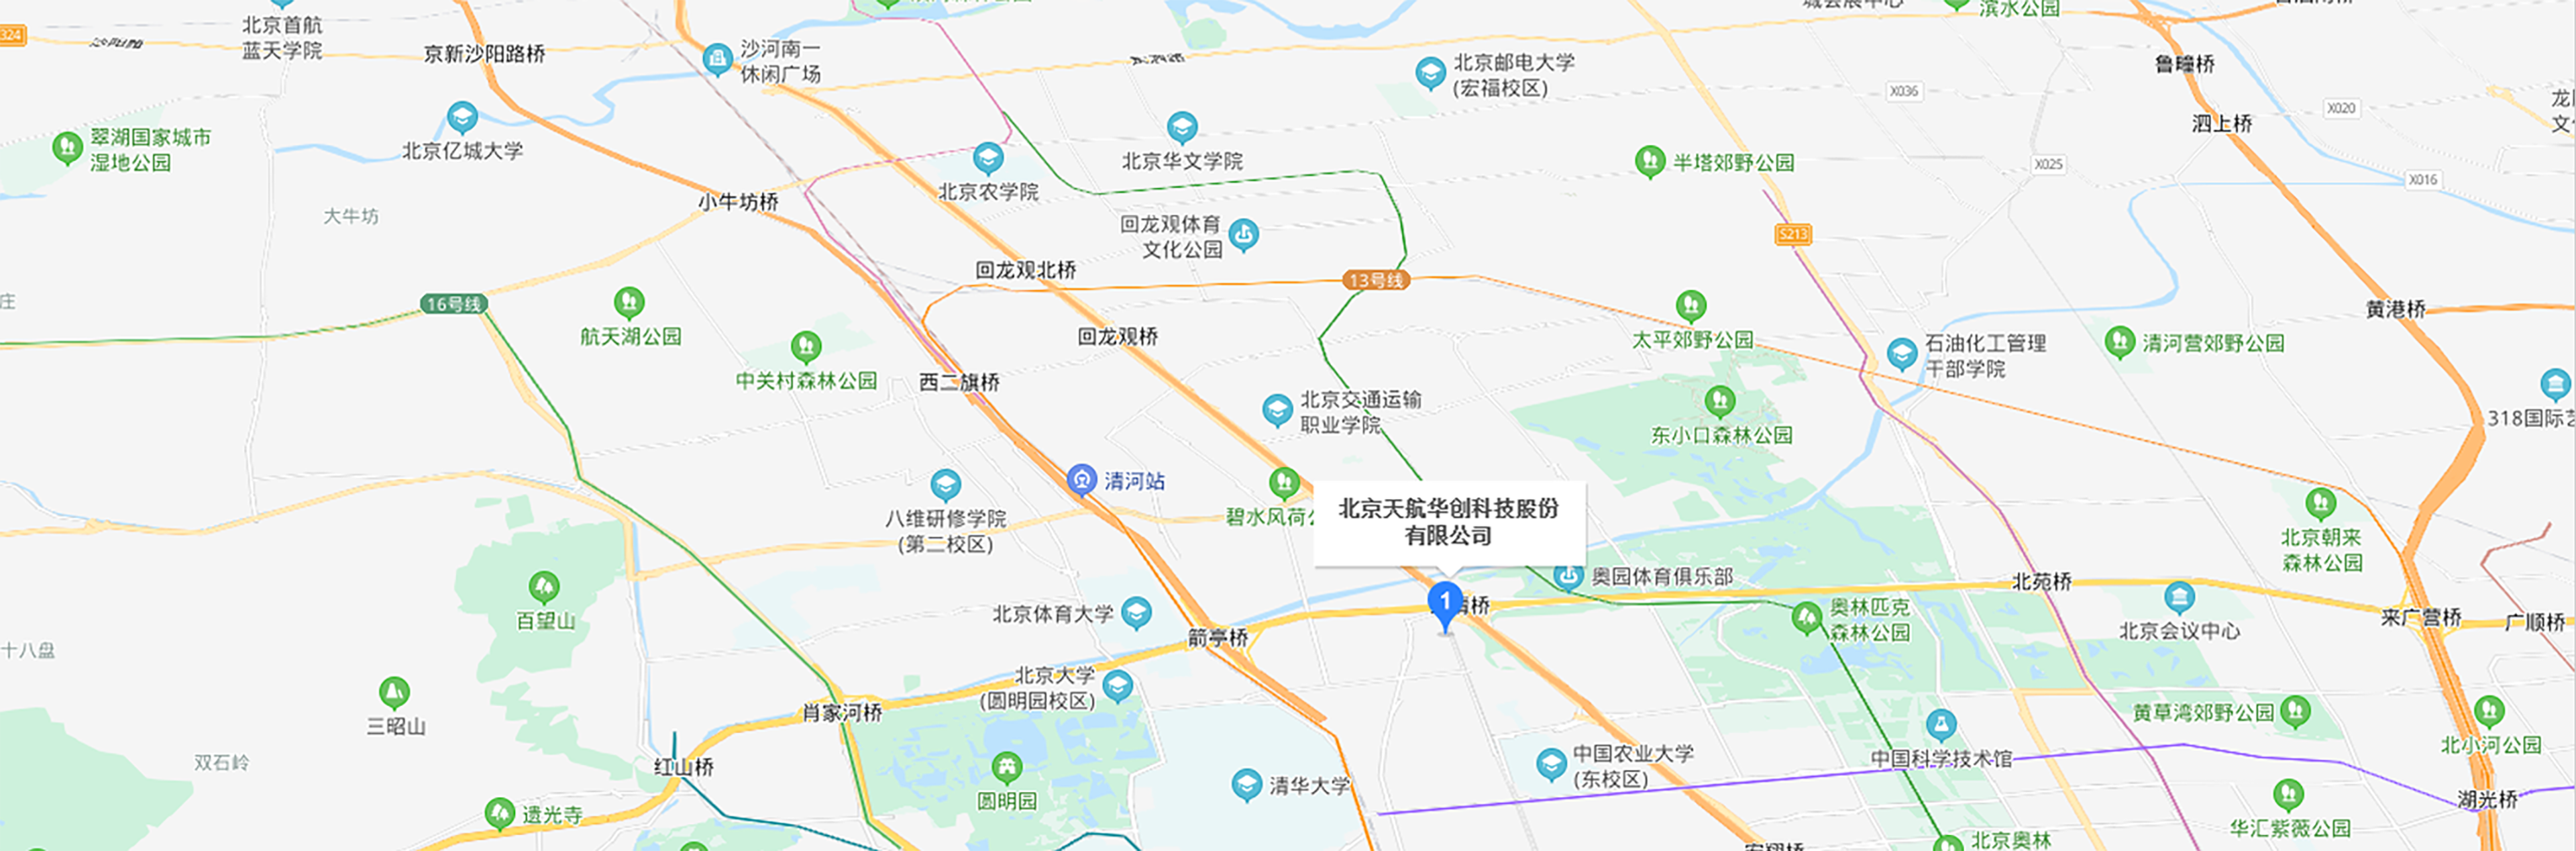 324
北京首航
蓝天学院
京新沙阳路桥
沙河南一
休闲广场
北京邮电大学
(宏福校区)
滨水公园
鲁疃桥
X036
X020
泗上桥
翠湖国家城市
湿地公园
北京亿城大学
北京农学院
北京华文学院
半塔郊野公园
X025
X016
小牛坊桥
大牛坊
回龙观体育
文化公园
S213
回龙观北桥
13号线
16号线
庄
航天湖公园
中关村森林公园
回龙观桥
西二旗桥
太平郊野公园
石油化工管理
干部学院
清河营郊野公园
黄港桥
318国际
北京交通运输
职业学院
东小口森林公园
清河站
八维研修学院
(第二校区)
碧水风荷
北京天航华创科技股份
有限公司
1
奥园体育俱乐部
北京朝来
森林公园
百望山
北京体育大学
箭亭桥
清桥
奥林匹克
森林公园
北苑桥
北京会议中心
来广营桥
广顺桥
十八盘
三昭山
双石岭
肖家河桥
北京大学
(圆明园校区)
红山桥
遗光寺
圆明园
清华大学
中国农业大学
(东校区)
中国科学技术馆
黄草湾郊野公园
北小河公园
湖光桥
华汇紫薇公园
北京奥林